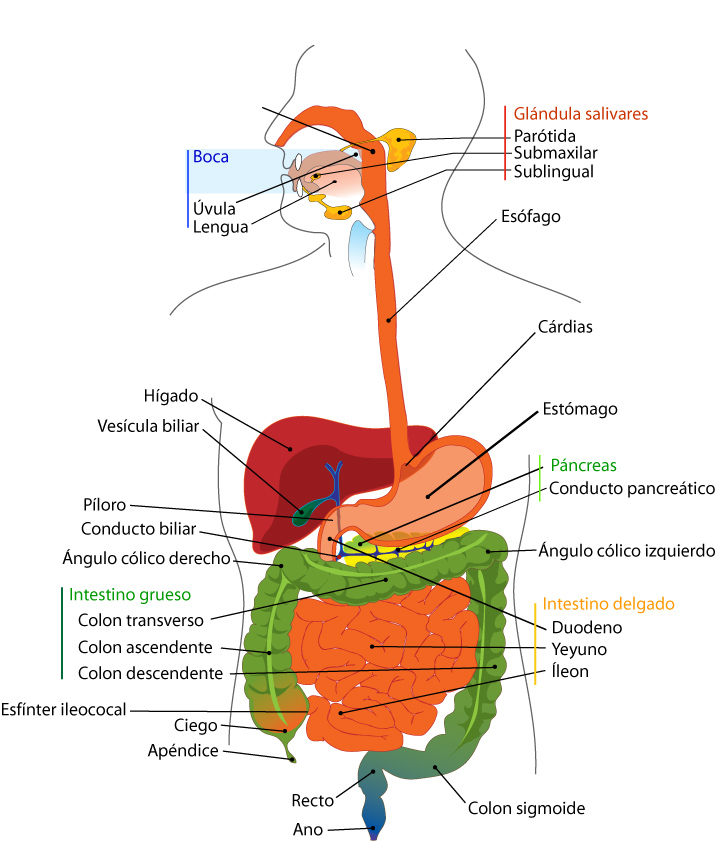 Glándula salivares
Parótida
Submaxilar
Sublingual
Boca
Úvula
Lengua
Esófago
Cárdias
Hígado
Vesícula biliar
Estómago
Páncreas
Conducto pancreático
Píloro
Conducto biliar
Ángulo cólico derecho
Ángulo cólico izquierdo
Intestino grueso
Colon transverso
Colon ascendente
Colon descendente
Intestino delgado
Duodeno
Yeyuno
Íleon
Esfínter ileococal
Ciego
Apéndice
Recto
Ano
Colon sigmoide